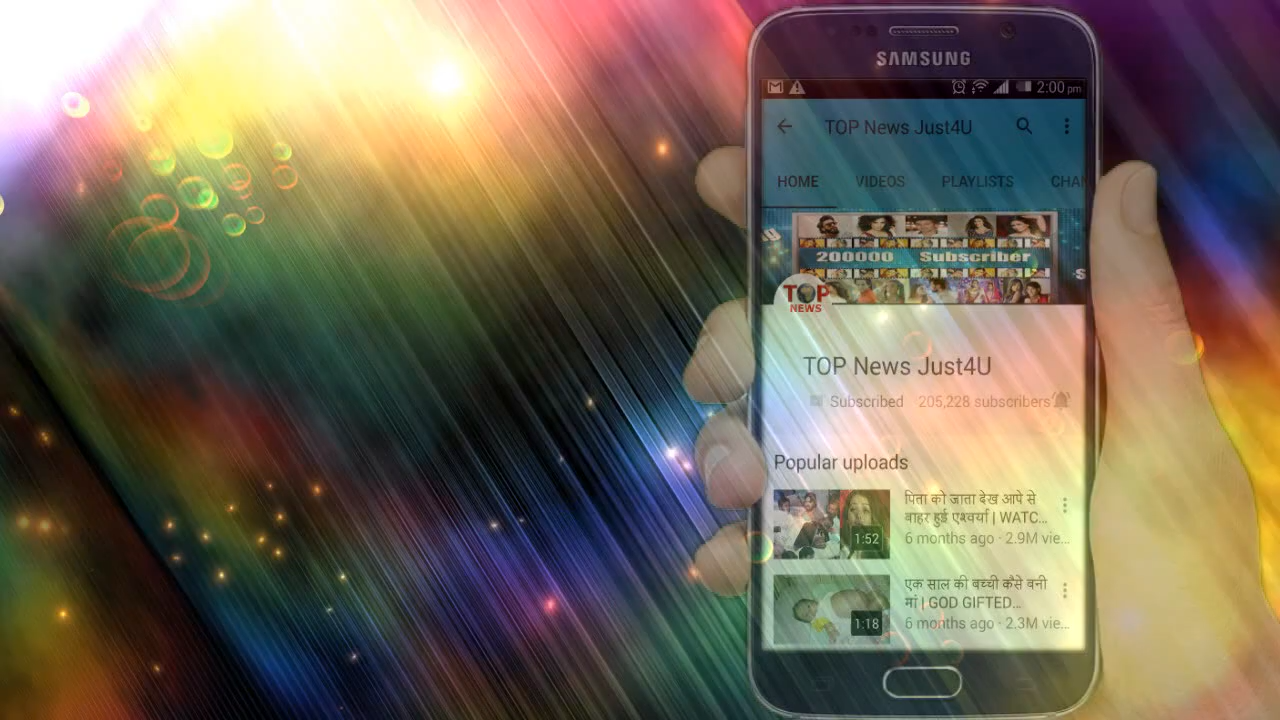 SAMSUNG
2:00 pm
TOP News Just4U
HOME VIDEOS PLAYLISTS CHAN
200000 Subscriber
TOP
NEWS
TOP News Just4U
Subscribed 205,228 subscribers
Popular uploads
पिता को जाता देख आपे से
बाहर हुई एश्वर्या | WATC...
1:52
6 months ago · 2.9M vie...
एक साल की बच्ची कैसे बनी
मां | GOD GIFTED...
1:18
6 months ago · 2.3M vie...